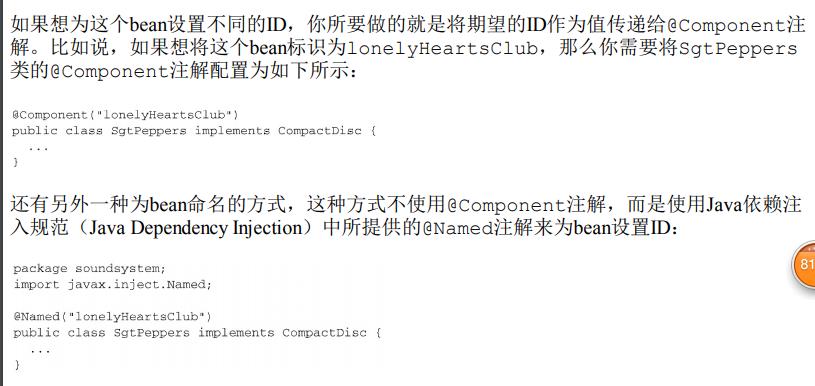 如果想为这个bean设置不同的ID，你所要做的就是将期望的ID作为值传递给@Component注
解。比如说，如果想将这个bean标识为lonelyHeartsClub，那么你需要将SgtPeppers
类的@Component注解配置为如下所示：
@Component("lonelyHeartsClub")
public class SgtPeppers implements CompactDisc {
...
}
还有另外一种为bean命名的方式，这种方式不使用@Component注解，而是使用Java依赖注
入规范（Java Dependency Injection）中所提供的@Named注解来为bean设置ID：
package soundsystem;
import javax.inject.Named;
@Named("lonelyHeartsClub")
public class SgtPeppers implements CompactDisc {
...
}
81